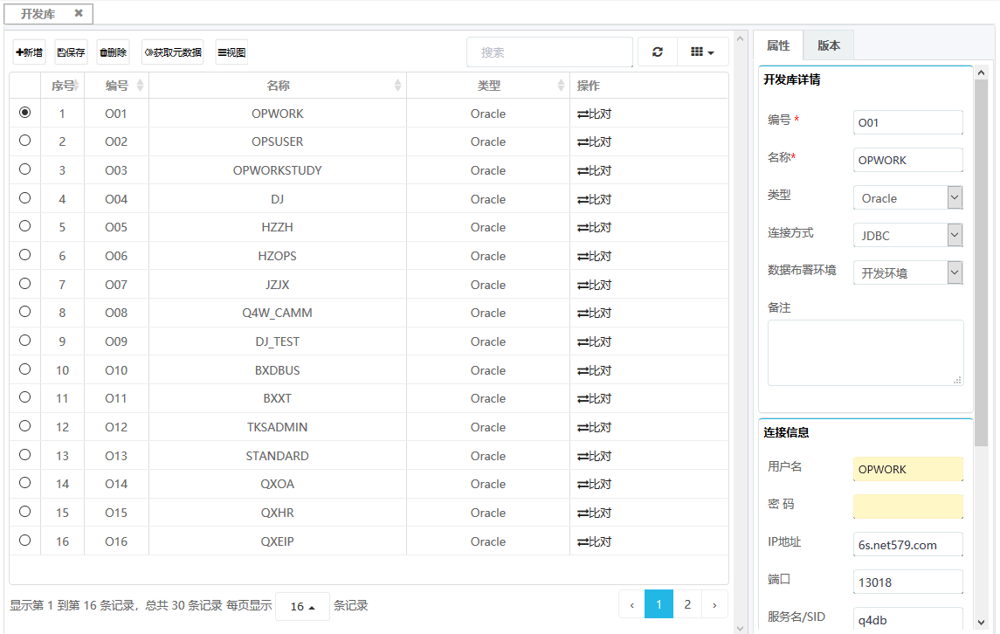 开发库 ✖
新增 保存 删除 获取元数据 视图 搜索
序号 编号 名称 类型 操作
1 O01 OPWORK Oracle 比对
2 O02 OPSUSER Oracle 比对
3 O03 OPWORKSTUDY Oracle 比对
4 O04 DJ Oracle 比对
5 O05 HZZH Oracle 比对
6 O06 HZOPS Oracle 比对
7 O07 JZJX Oracle 比对
8 O08 Q4W_CAMM Oracle 比对
9 O09 DJ_TEST Oracle 比对
10 O10 BXDBUS Oracle 比对
11 O11 BXXT Oracle 比对
12 O12 TKSADMIN Oracle 比对
13 O13 STANDARD Oracle 比对
14 O14 QXOA Oracle 比对
15 O15 QXHR Oracle 比对
16 O16 QXEIP Oracle 比对
显示第 1 到第 16 条记录，总共 30 条记录 每页显示 16 条记录 ‹ 1 2 ›
属性 版本
开发库详情
编号 * O01
名称* OPWORK
类型 Oracle
连接方式 JDBC
数据布署环境 开发环境
备注
连接信息
用户名 OPWORK
密 码
IP地址 6s.net579.com
端口 13018
服务名/SID q4db